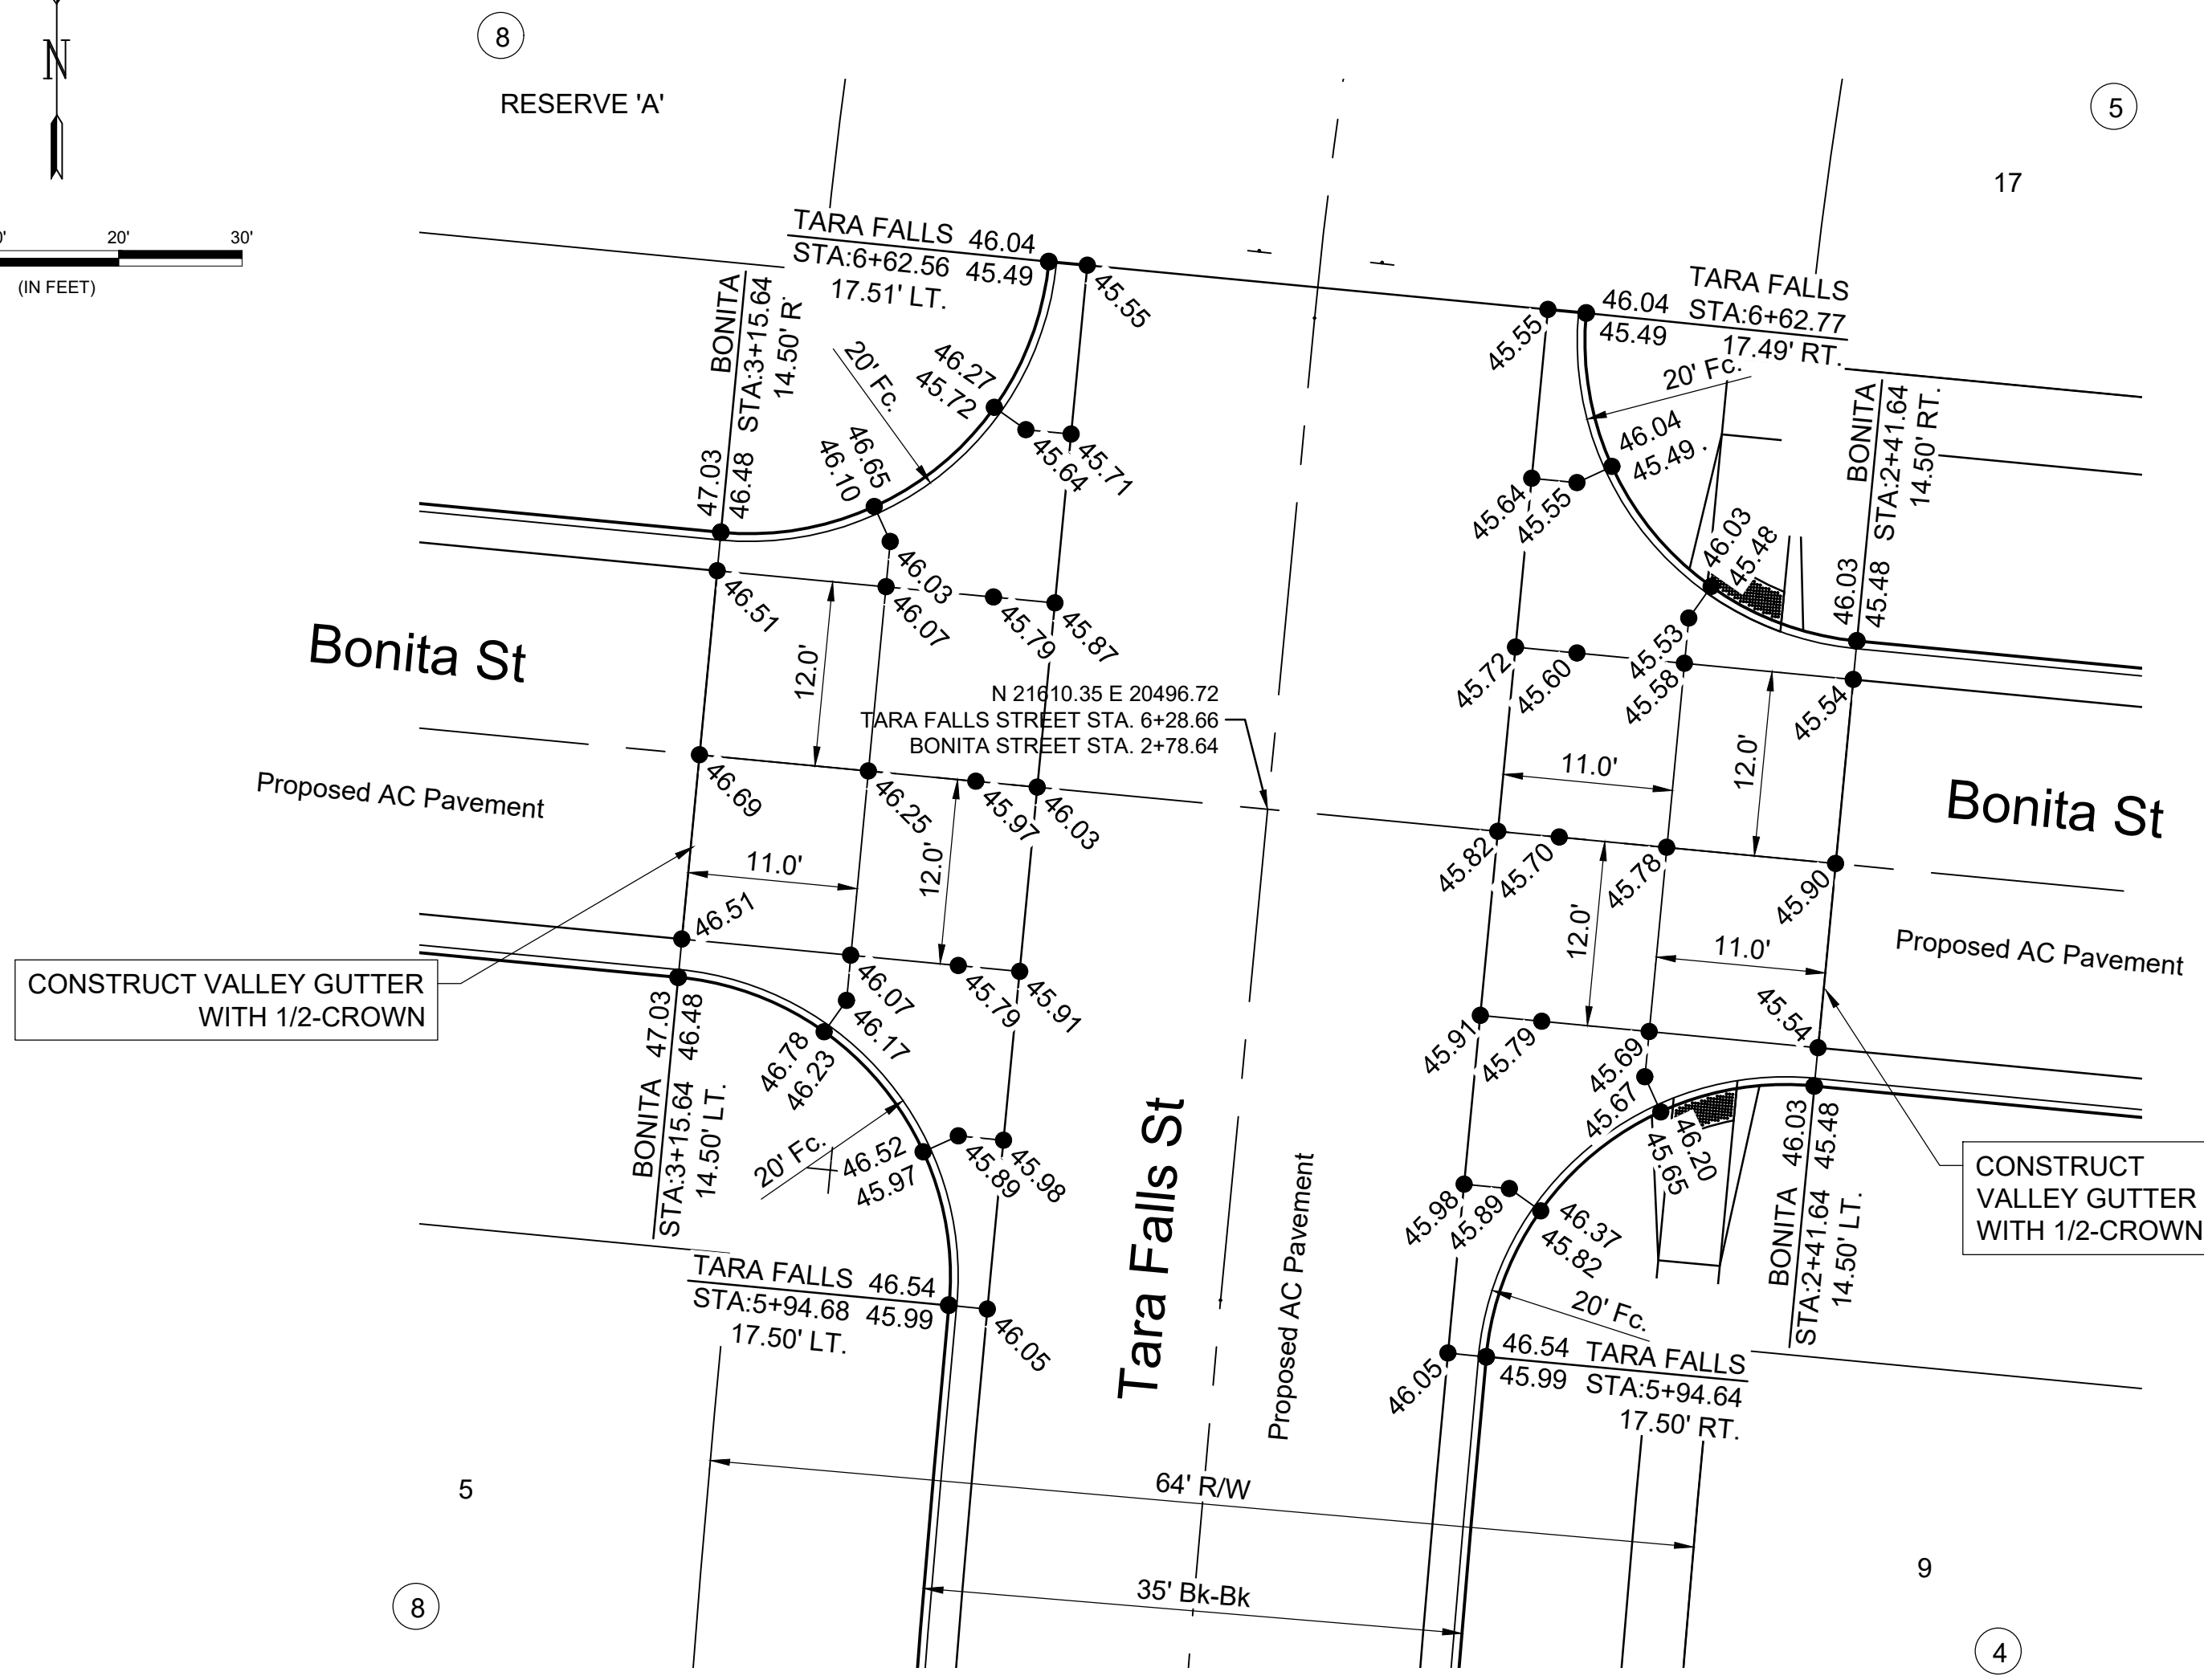 N
8
RESERVE 'A'
5
17
20'
30'
(IN FEET)
TARA FALLS 46.04
STA:6+62.56 45.49
17.51' LT.
45.55
BONITA
STA:3+15.64
14.50' R.
47.03
46.48
20' Fc.
46.27
45.72
46.65
46.10
45.64
45.71
46.03
46.07
46.51
45.79
45.87
TARA FALLS
46.04 STA:6+62.77
45.49 17.49' RT.
45.55
20' Fc.
46.04
45.49
BONITA
STA:2+41.64
14.50' RT.
46.03
45.48
46.03
45.48
45.64
45.55
45.53
45.58
45.72
45.60
45.54
Bonita St
12.0'
N 21610.35 E 20496.72
TARA FALLS STREET STA. 6+28.66
BONITA STREET STA. 2+78.64
Proposed AC Pavement
46.69
46.25
45.97
46.03
11.0'
12.0'
46.51
11.0'
12.0'
Bonita St
45.82
45.70
45.78
45.90
12.0'
11.0'
Proposed AC Pavement
CONSTRUCT VALLEY GUTTER
WITH 1/2-CROWN
46.07
46.17
45.79
45.91
BONITA 47.03
STA:3+15.64 46.48
14.50' LT.
46.78
46.23
20' Fc.
46.52
45.97
45.89
45.98
45.91
45.79
45.69
45.67
45.54
46.20
45.65
BONITA 46.03
STA:2+41.64 45.48
14.50' LT.
CONSTRUCT
VALLEY GUTTER
WITH 1/2-CROWN
45.98
45.89
46.37
45.82
20' Fc.
TARA FALLS 46.54
STA:5+94.68 45.99
17.50' LT.
46.05
Tara Falls St
Proposed AC Pavement
46.05
46.54 TARA FALLS
45.99 STA:5+94.64
17.50' RT.
64' R/W
35' Bk-Bk
5
8
9
4